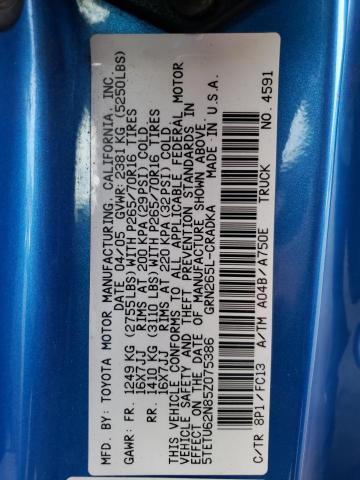 MFD. BY: TOYOTA MOTOR MANUFACTURING, CALIFORNIA, INC.
DATE: 04/05 GVWR: 2381 KG (5250LBS)
GAWR: FR. 1249 KG (2755LBS)WITH P265/70R16 TIRES
16X7JJ RIMS AT 200 KPA(29PSI) COLD
RR. 1410 KG (3110 LBS)WITH P265/70R16 TIRES
16X7JJ RIMS AT 220 KPA(32PSI) COLD
THIS VEHICLE CONFORMS TO ALL APPLICABLE FEDERAL MOTOR
VEHICLE SAFETY AND THEFT PREVENTION STANDARDS IN
EFFECT ON THE DATE OF MANUFACTURE SHOWN ABOVE
5TETU62N85Z075386 GRN265L-CRADKA MADE IN U.S.A.
C/TR 8P1/FC13 A/TM A04B/A750E TRUCK NO. 4591